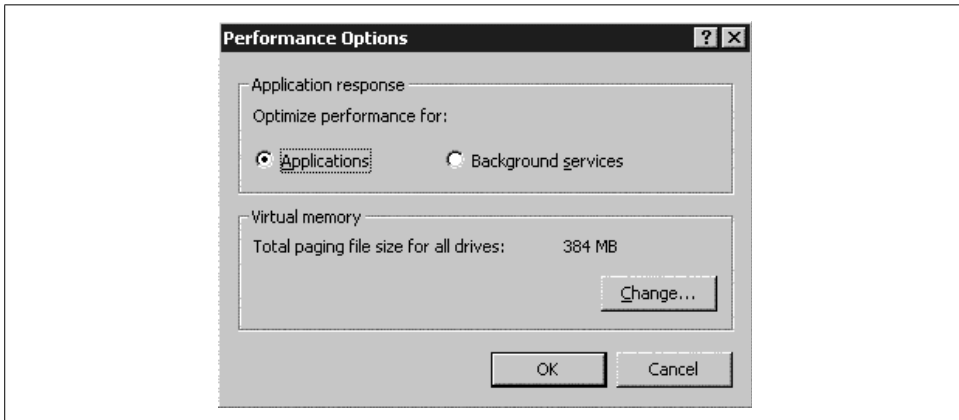 Performance Options
Application response
Optimize performance for:
Applications Background services
Virtual memory
Total paging file size for all drives: 384 MB
Change...
OK Cancel